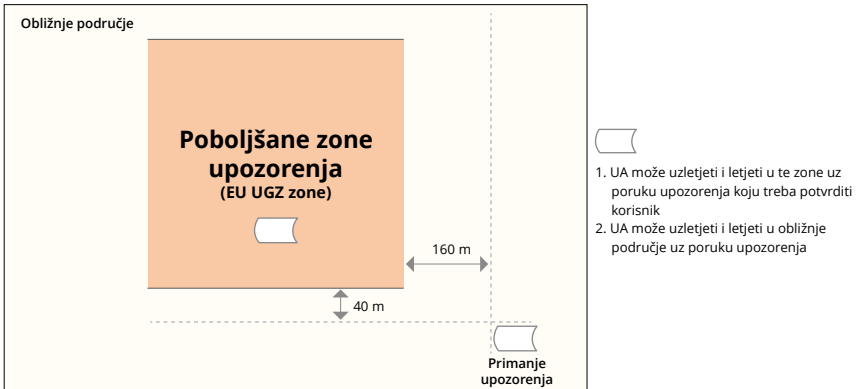 Obližnje područje
Poboljšane zone
upozorenja
(EU UGZ zone)
160 m
40 m
Primanje
upozorenja
1. UA može uzletjeti i letjeti u te zone uz
poruku upozorenja koju treba potvrditi
korisnik
2. UA može uzletjeti i letjeti u obližnje
područje uz poruku upozorenja